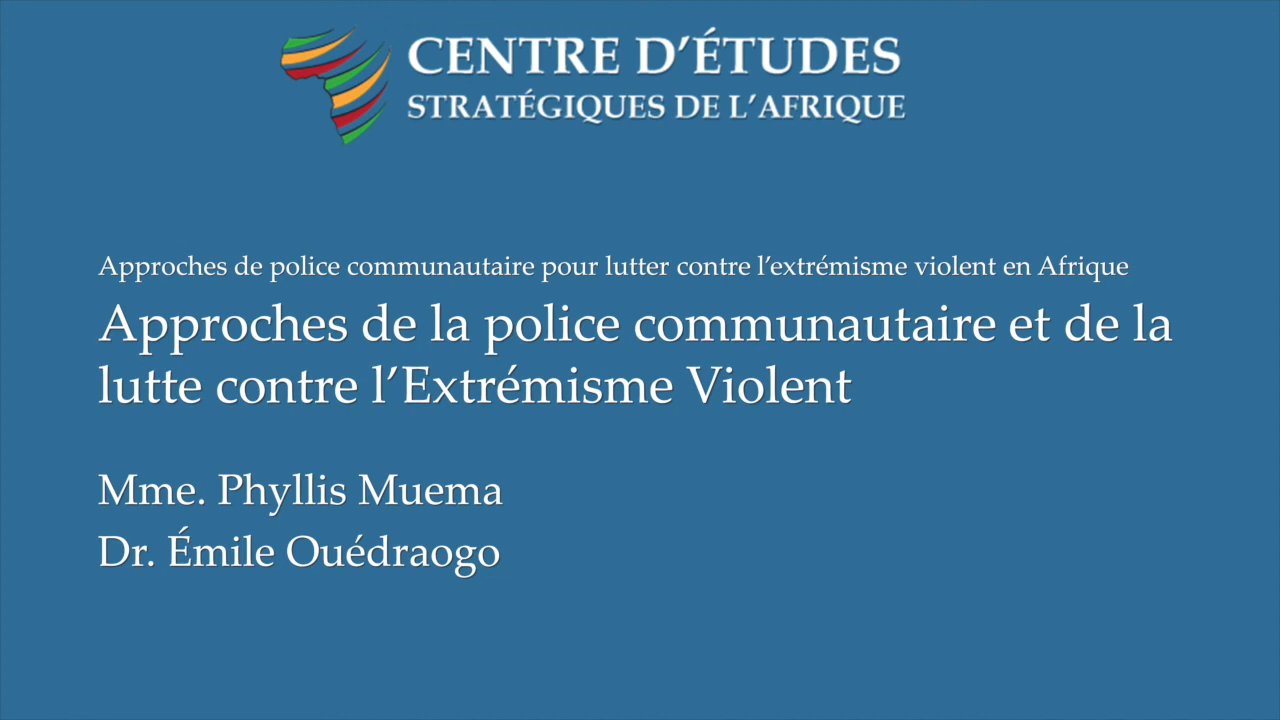 CENTRE D’ÉTUDES
STRATÉGIQUES DE L’AFRIQUE
Approches de police communautaire pour lutter contre l’extrémisme violent en Afrique
Approches de la police communautaire et de la
lutte contre l’Extrémisme Violent
Mme. Phyllis Muema
Dr. Émile Ouédraogo